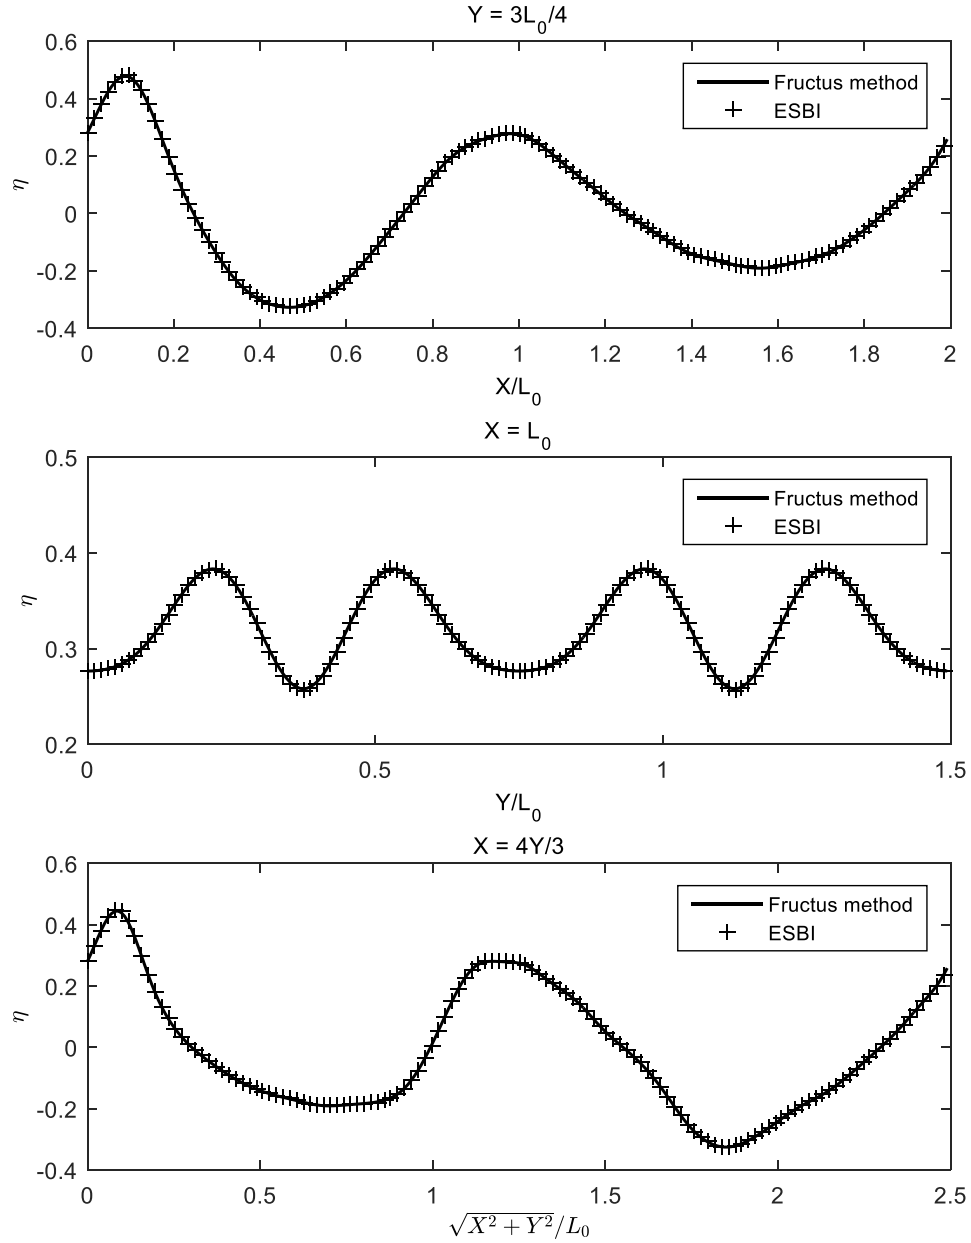 Y = 3L₀/4
0.6
0.4
0.2
0
-0.2
-0.4
η
Fructus method
ESBI
0 0.2 0.4 0.6 0.8 1 1.2 1.4 1.6 1.8 2
X/L₀
X = L₀
0.5
0.4
0.3
0.2
η
Fructus method
ESBI
0 0.5 1 1.5
Y/L₀
X = 4Y/3
0.6
0.4
0.2
0
-0.2
-0.4
η
Fructus method
ESBI
0 0.5 1 1.5 2 2.5
√X² + Y²/L₀